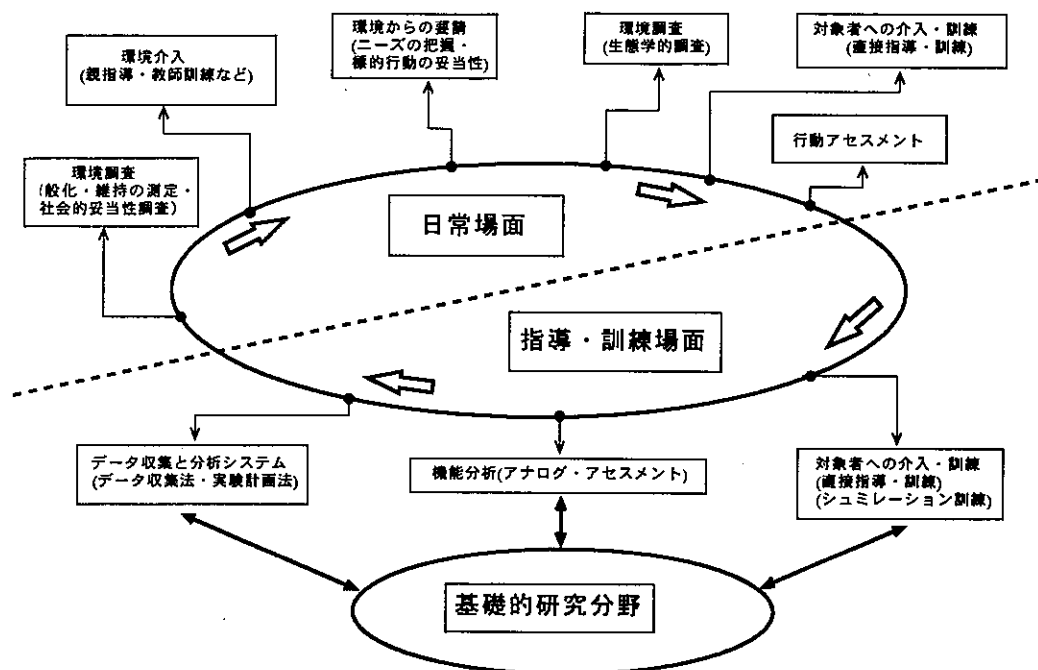 環境介入
(親指導・教師訓練など)
環境からの要請
(ニーズの把握・
標的行動の妥当性)
環境調査
(生態学的調査)
対象者への介入・訓練
(直接指導・訓練)
行動アセスメント
環境調査
(般化・維持の測定・
社会的妥当性調査)
日常場面
指導・訓練場面
データ収集と分析システム
(データ収集法・実験計画法)
機能分析(アナログ・アセスメント)
対象者への介入・訓練
(直接指導・訓練)
(シュミレーション訓練)
基礎的研究分野